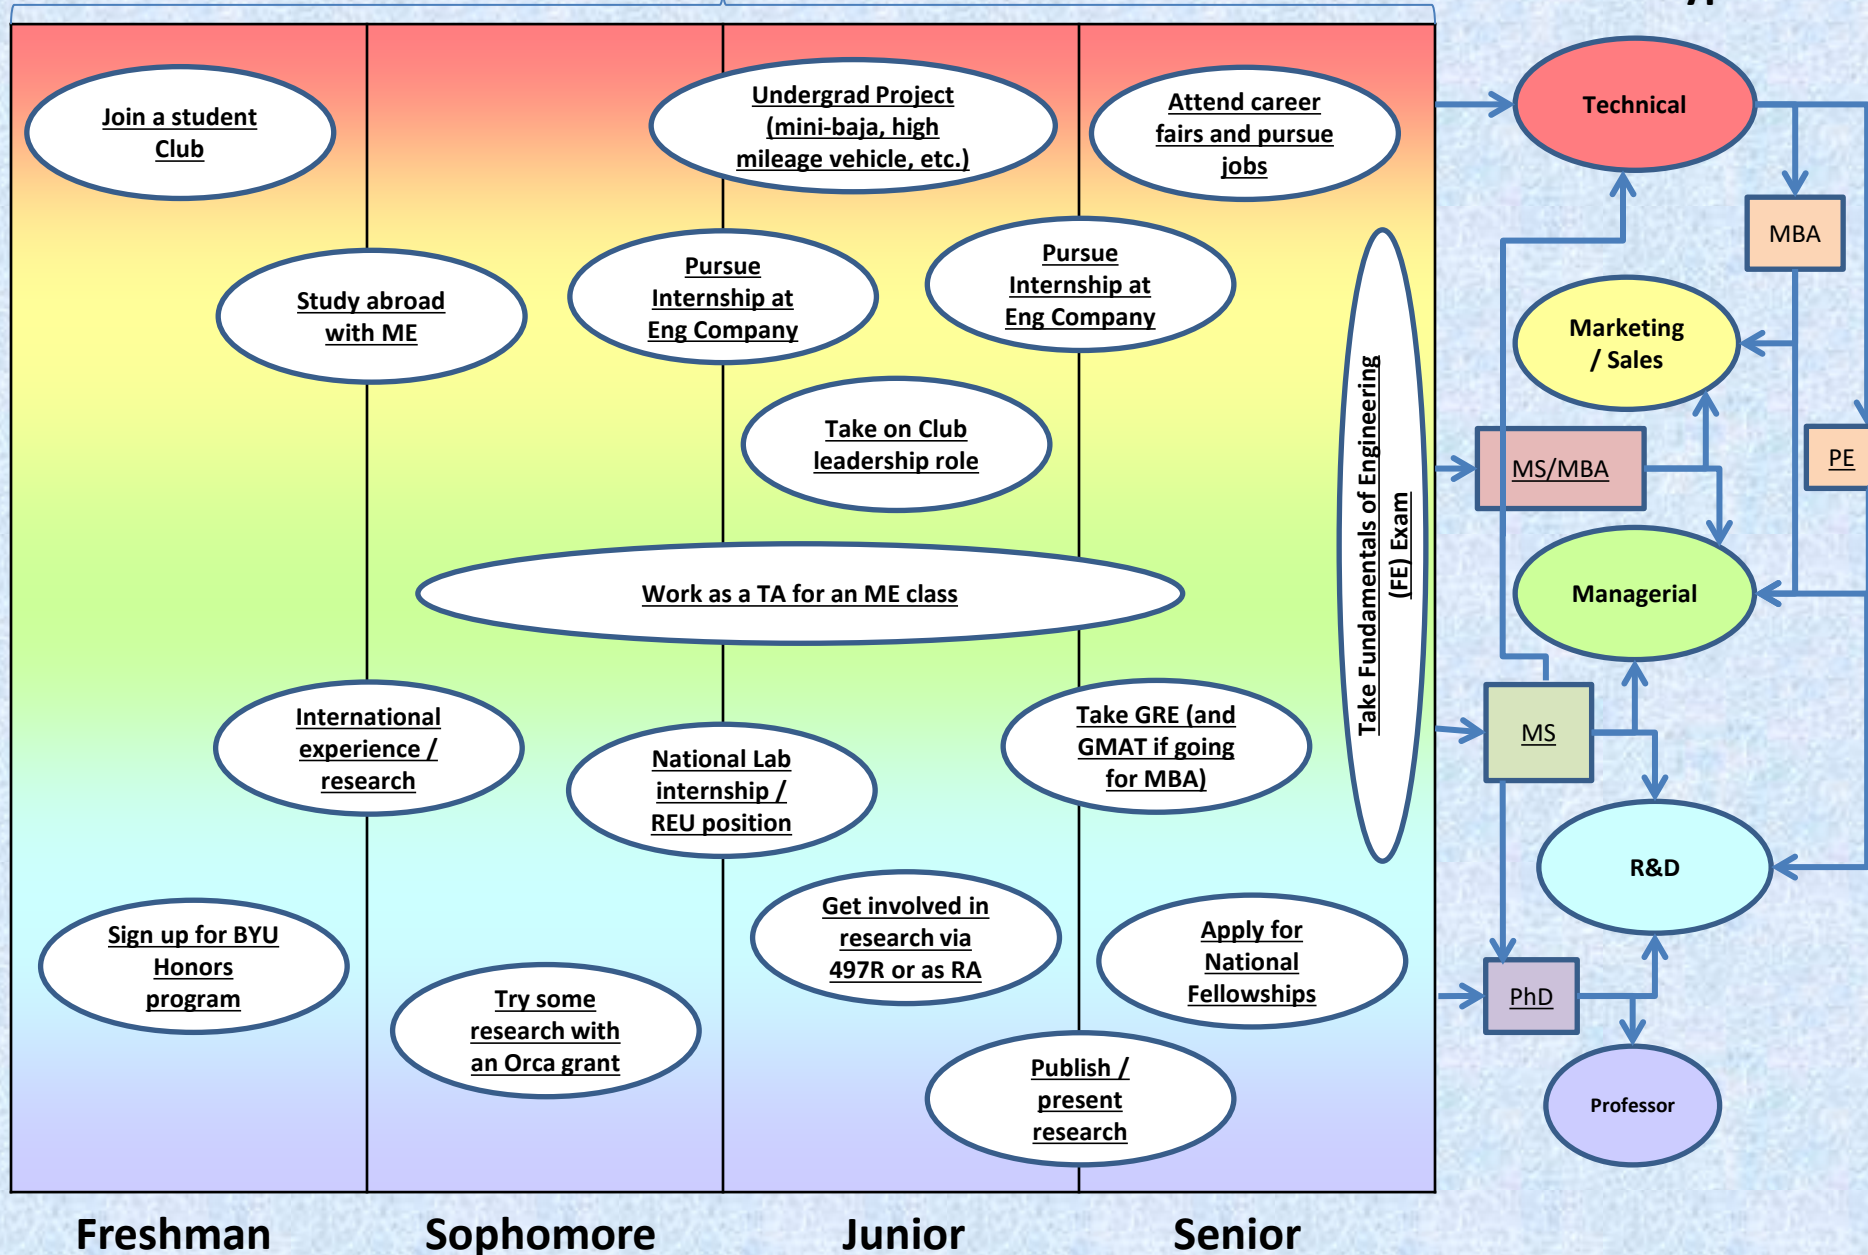 Join a student
Club
Undergrad Project
(mini-baja, high
mileage vehicle, etc.)
Attend career
fairs and pursue
jobs
Technical
MBA
Study abroad
with ME
Pursue
Internship at
Eng Company
Pursue
Internship at
Eng Company
Marketing
/ Sales
Take on Club
leadership role
Take Fundamentals of Engineering
(FE) Exam
MS/MBA
PE
Work as a TA for an ME class
Managerial
International
experience /
research
National Lab
internship /
REU position
Take GRE (and
GMAT if going
for MBA)
MS
R&D
Sign up for BYU
Honors
program
Try some
research with
an Orca grant
Get involved in
research via
497R or as RA
Apply for
National
Fellowships
PhD
Publish /
present
research
Professor
Freshman
Sophomore
Junior
Senior